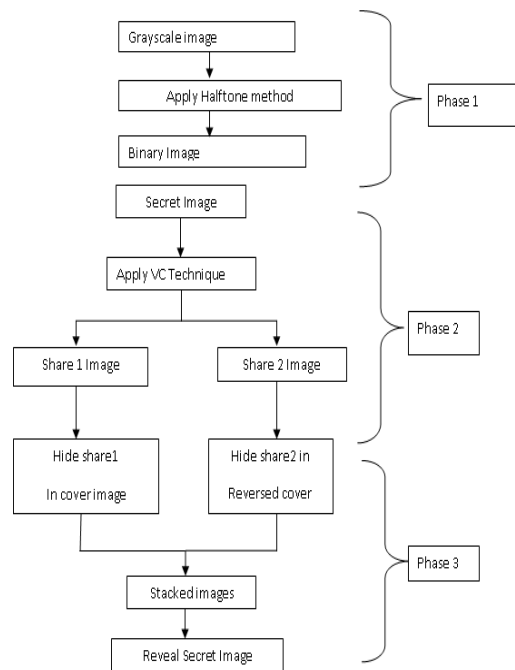 Grayscale image
Apply Halftone method
Phase 1
Binary Image
Secret Image
Apply VC Technique
Phase 2
Share 1 Image
Share 2 Image
Hide share1
In cover image
Hide share2 in
Reversed cover
Phase 3
Stacked images
Reveal Secret Image